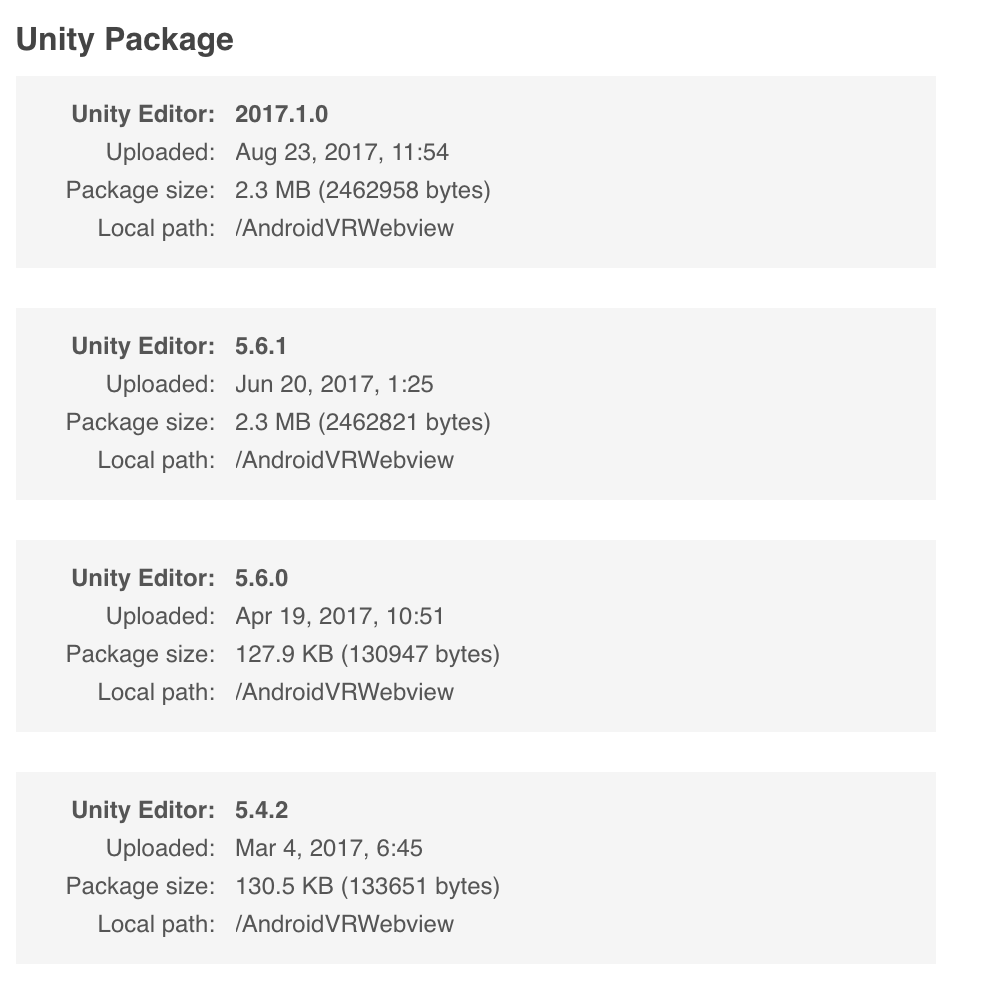 Unity Package
Unity Editor: 2017.1.0
Uploaded: Aug 23, 2017, 11:54
Package size: 2.3 MB (2462958 bytes)
Local path: /AndroidVRWebview
Unity Editor: 5.6.1
Uploaded: Jun 20, 2017, 1:25
Package size: 2.3 MB (2462821 bytes)
Local path: /AndroidVRWebview
Unity Editor: 5.6.0
Uploaded: Apr 19, 2017, 10:51
Package size: 127.9 KB (130947 bytes)
Local path: /AndroidVRWebview
Unity Editor: 5.4.2
Uploaded: Mar 4, 2017, 6:45
Package size: 130.5 KB (133651 bytes)
Local path: /AndroidVRWebview